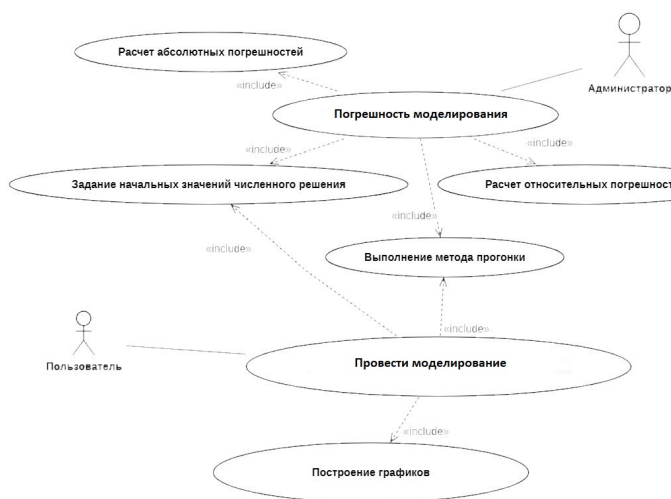 Расчет абсолютных погрешностей
Администратор
«include»
Погрешность моделирования
«include»
«include»
Задание начальных значений численного решения
Расчет относительных погрешност
«include»
«include»
Выполнение метода прогонки
«include»
Провести моделирование
Пользователь
«include»
Построение графиков